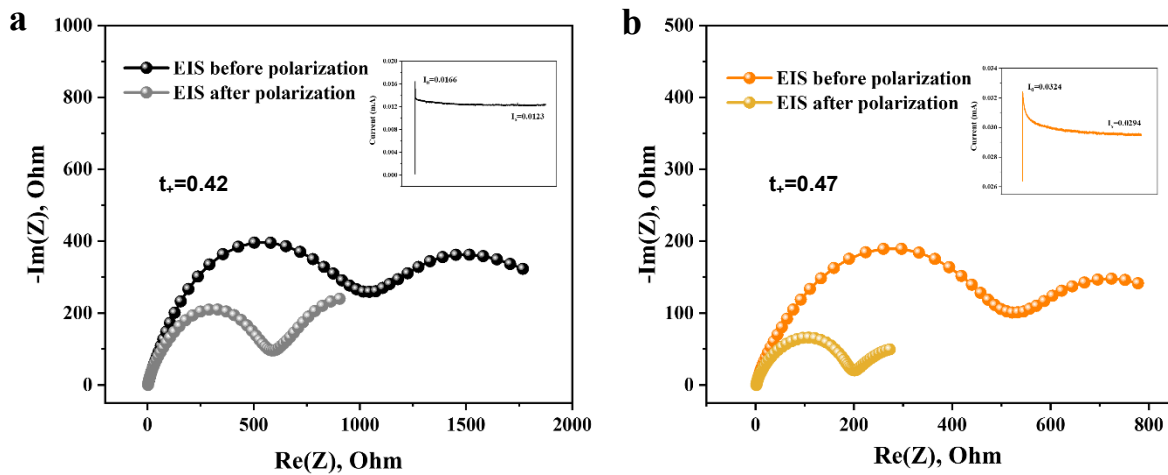 a
1000
800
600
400
200
0
-Im(Z), Ohm
EIS before polarization
EIS after polarization
t+=0.42
0.020
0.016
0.012
0.008
0.004
0.000
Current (mA)
I0=0.0166
Is=0.0123
0
500
1000
1500
2000
Re(Z), Ohm
b
500
400
300
200
100
0
-Im(Z), Ohm
EIS before polarization
EIS after polarization
t+=0.47
0.034
0.032
0.030
0.028
0.026
Current (mA)
I0=0.0324
Is=0.0294
0
200
400
600
800
Re(Z), Ohm